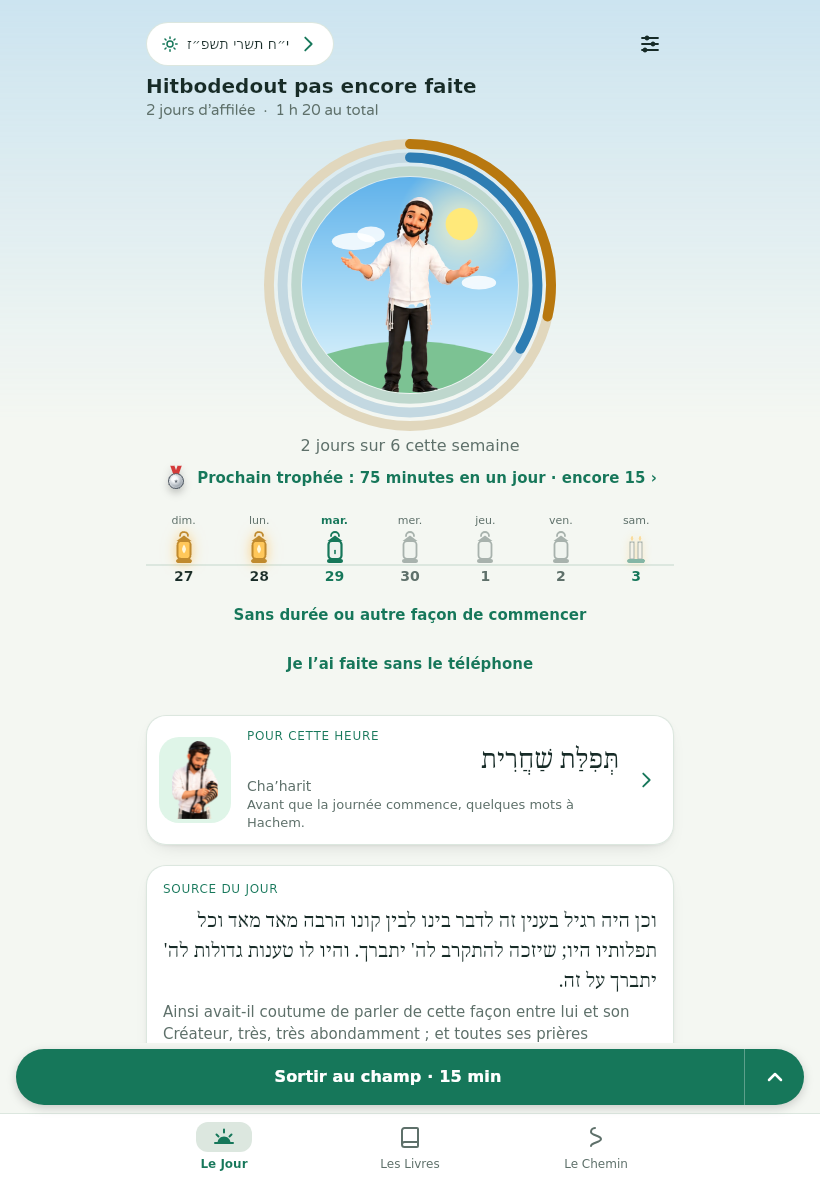 י״ח תשרי תשפ״ז
Hitbodedout pas encore faite
2 jours d’affilée · 1 h 20 au total
2 jours sur 6 cette semaine
Prochain trophée : 75 minutes en un jour · encore 15 ›
dim. lun. mar. mer. jeu. ven. sam.
27 28 29 30 1 2 3
Sans durée ou autre façon de commencer
Je l’ai faite sans le téléphone
POUR CETTE HEURE
תְּפִלַּת שַׁחֲרִית
Cha’harit
Avant que la journée commence, quelques mots à
Hachem.
SOURCE DU JOUR
וכן היה רגיל בענין זה לדבר בינו לבין קונו הרבה מאד מאד וכל
תפלותיו היו; שיזכה להתקרב לה' יתברך. והיו לו טענות גדולות לה'
יתברך על זה.
Ainsi avait-il coutume de parler de cette façon entre lui et son
Créateur, très, très abondamment ; et toutes ses prières
Sortir au champ · 15 min
Le Jour Les Livres Le Chemin